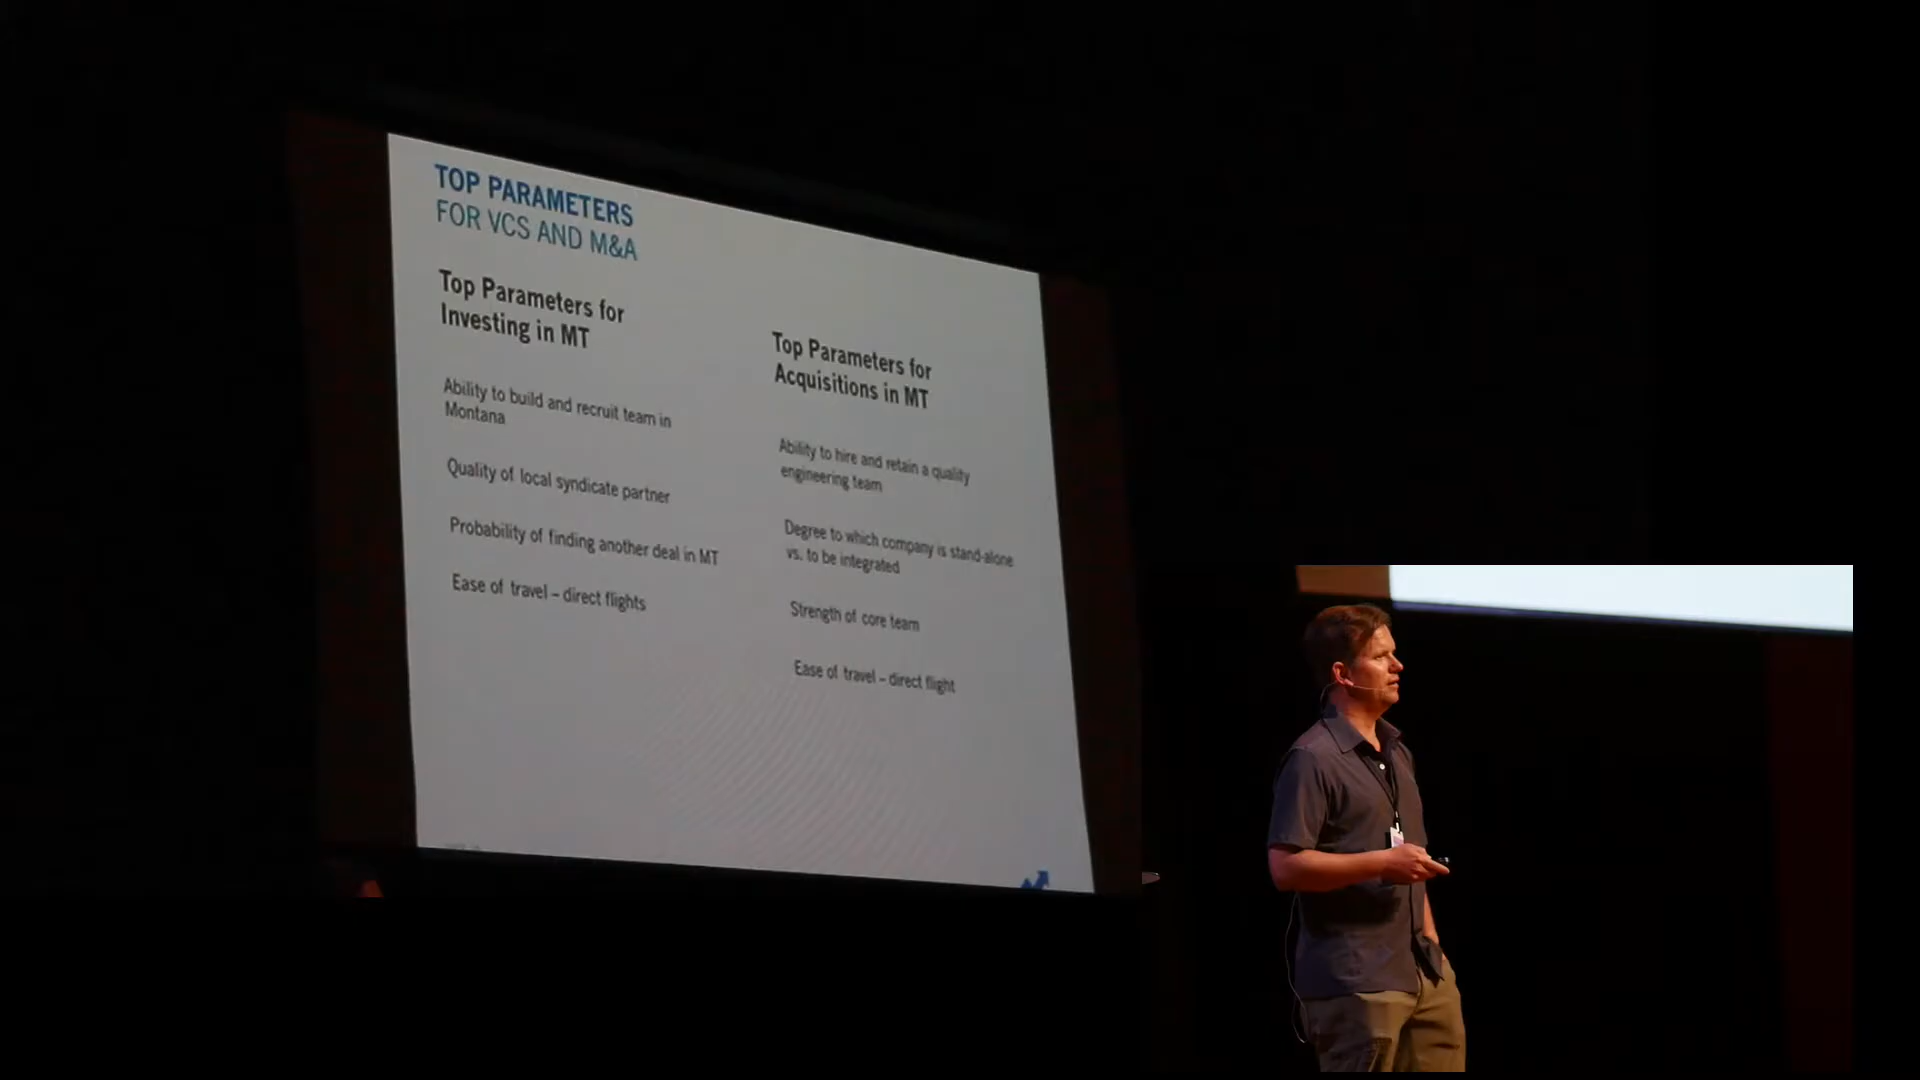 TOP PARAMETERS
FOR VCS AND M&A
Top Parameters for
Investing in MT
Ability to build and recruit team in
Montana
Quality of local syndicate partner
Probability of finding another deal in MT
Ease of travel – direct flights
Top Parameters for
Acquisitions in MT
Ability to hire and retain a quality
engineering team
Degree to which company is stand-alone
vs. to be integrated
Strength of core team
Ease of travel – direct flight